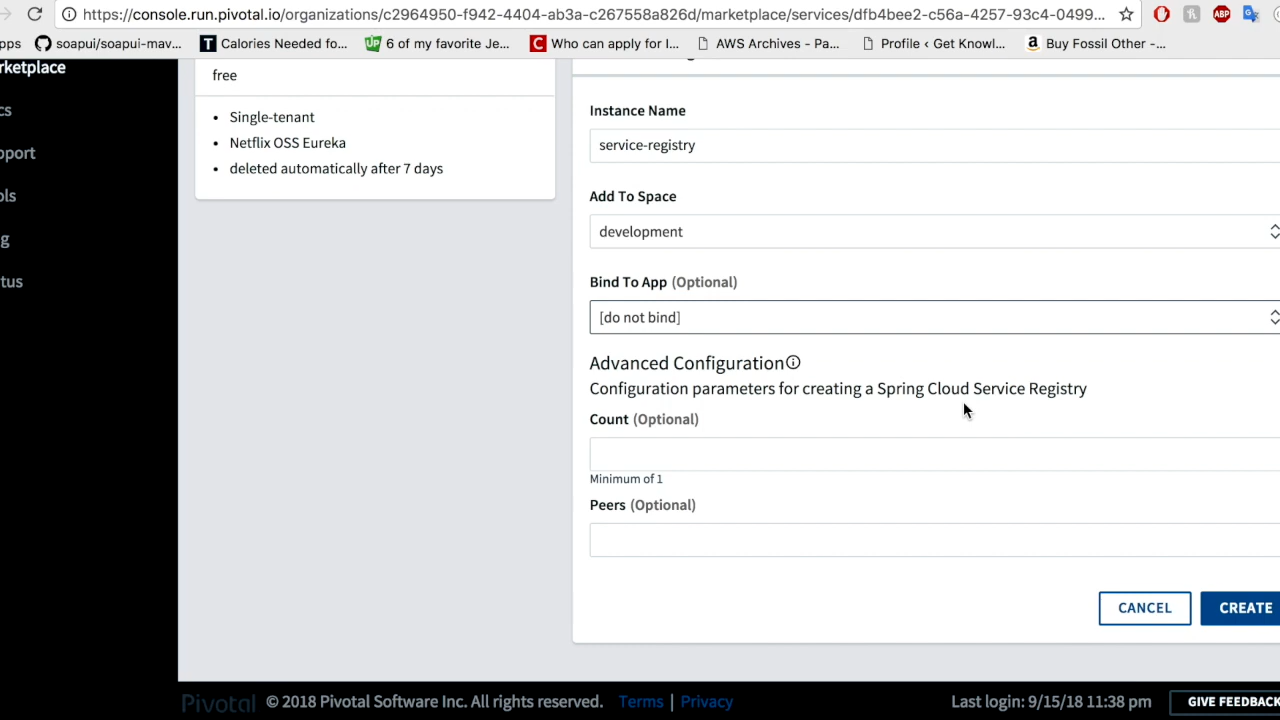 https://console.run.pivotal.io/organizations/c2964950-f942-4404-ab3a-c267558a826d/marketplace/services/dfb4bee2-c56a-4257-93c4-0499...
ABP
pps
soapui/soapui-mav...
T Calories Needed fo...
UP 6 of my favorite Je...
C Who can apply for I...
AWS Archives - Pa...
Profile ‹ Get Knowl...
a Buy Fossil Other -...
rketplace
cs
pport
ols
g
tus
free
• Single-tenant
• Netflix OSS Eureka
• deleted automatically after 7 days
Instance Name
service-registry
Add To Space
development
Bind To App (Optional)
[do not bind]
Advanced Configuration
Configuration parameters for creating a Spring Cloud Service Registry
Count (Optional)
Minimum of 1
Peers (Optional)
CANCEL
CREATE
Pivotal © 2018 Pivotal Software Inc. All rights reserved. Terms | Privacy
Last login: 9/15/18 11:38 pm
GIVE FEEDBACK